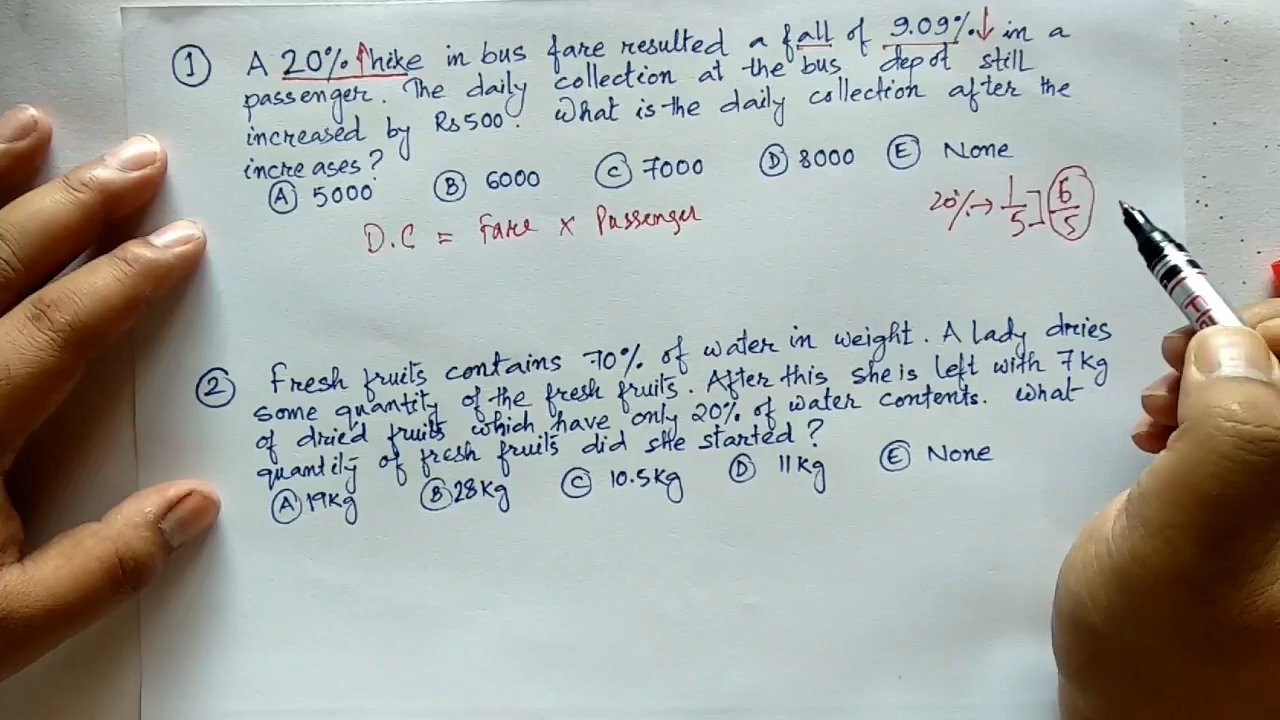 ① A 20%↑hike in bus fare resulted a fall of 9.09%↓ in a
passenger. The daily collection at the bus depot still
increased by Rs 500. What is the daily collection after the
increases?
Ⓐ 5000 Ⓑ 6000 Ⓒ 7000 Ⓓ 8000 Ⓔ None
20% → 1/5 ] 6/5
D.C = Fare × Passenger
② Fresh fruits contains 70% of water in weight. A lady dries
some quantity of the fresh fruits. After this she is left with 7kg
of dried fruits which have only 20% of water contents. what
quantity of fresh fruits did she started?
Ⓐ 19kg Ⓑ 28kg Ⓒ 10.5kg Ⓓ 11kg Ⓔ None